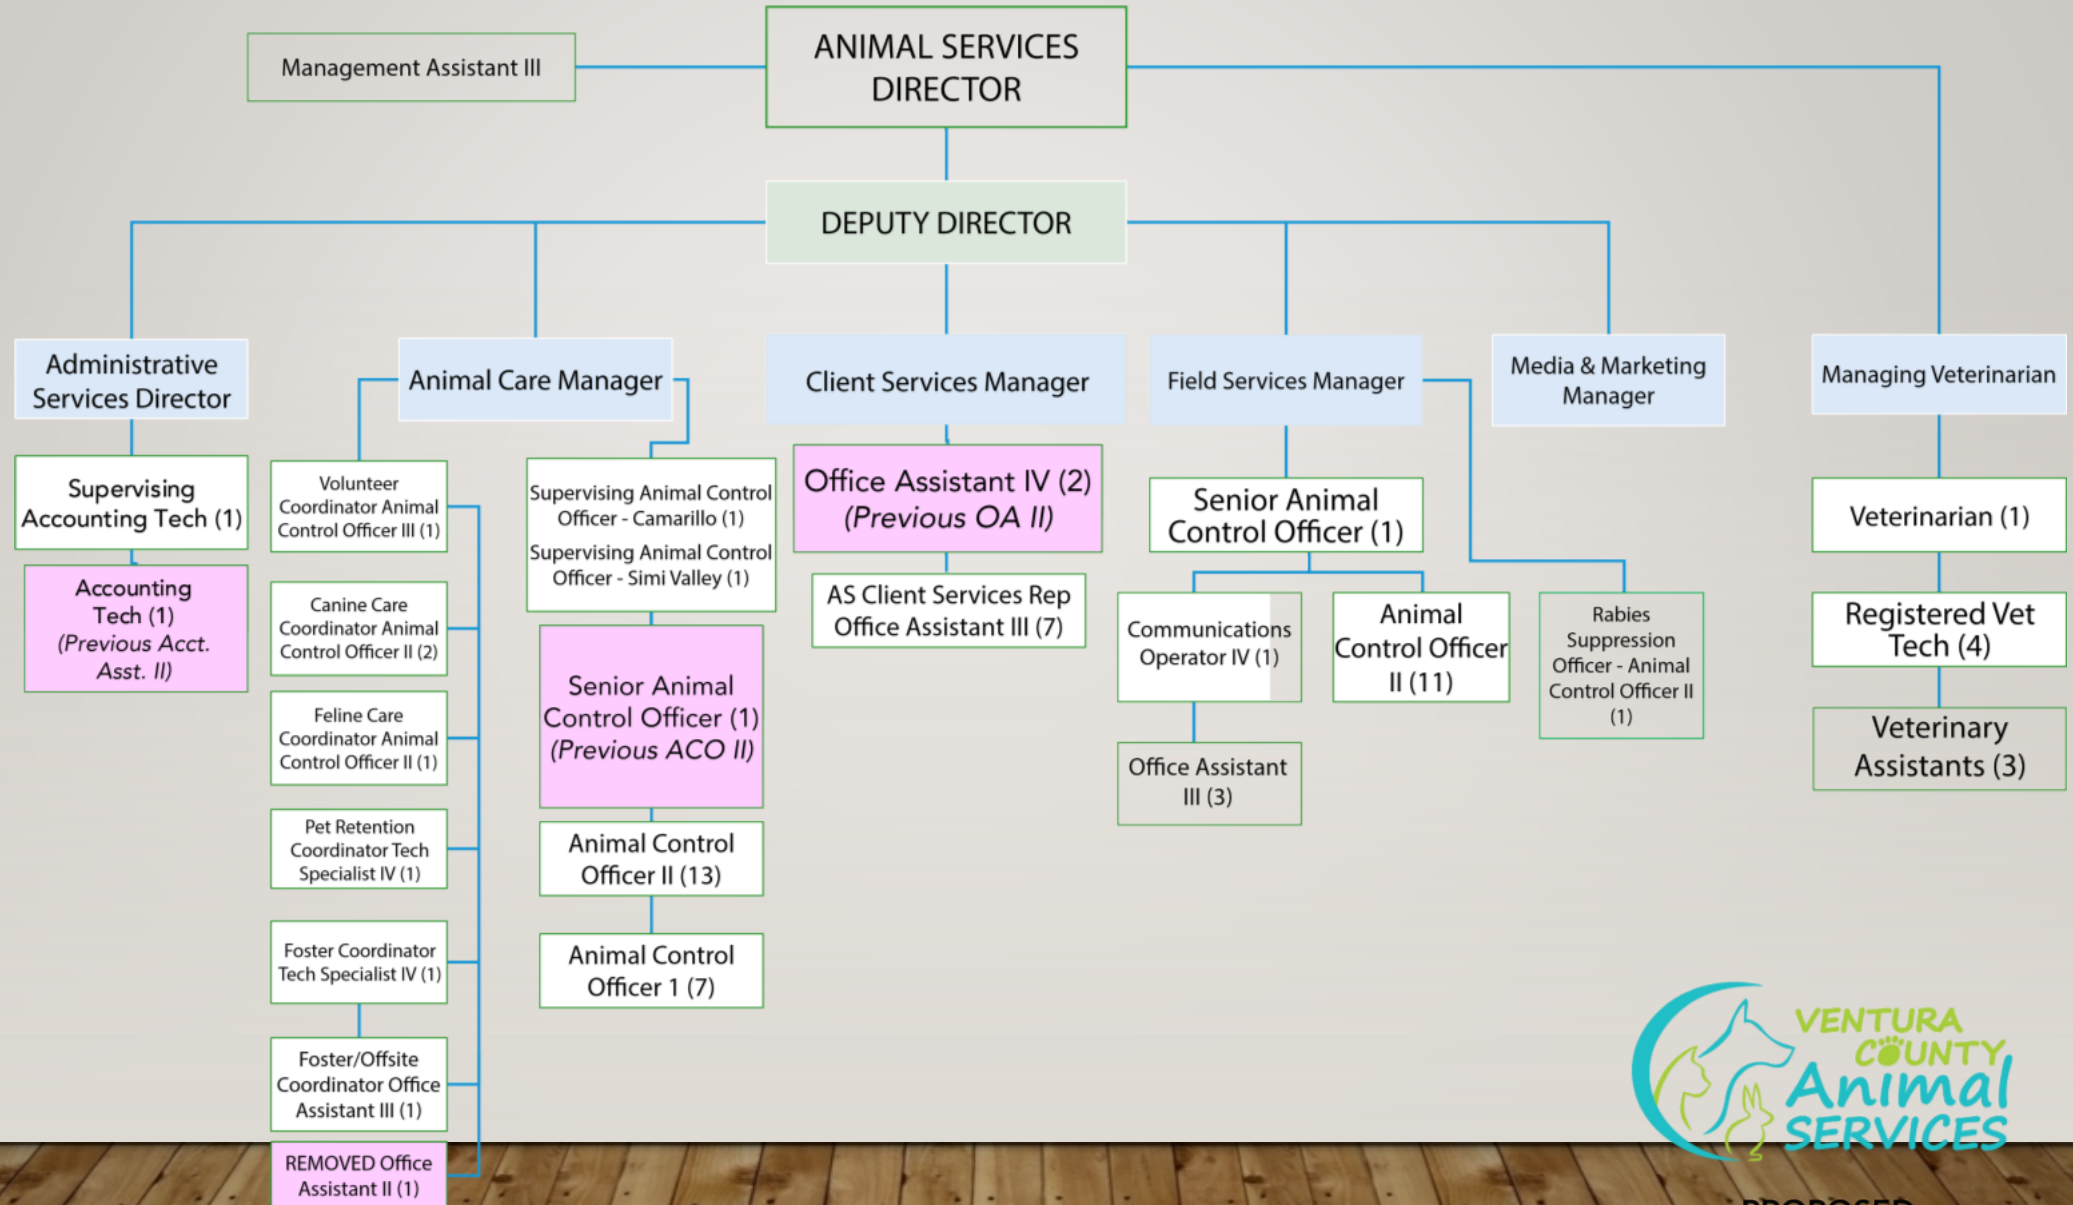 Management Assistant III
ANIMAL SERVICES
DIRECTOR
DEPUTY DIRECTOR
Administrative
Services Director
Supervising
Accounting Tech (1)
Accounting
Tech (1)
(Previous Acct.
Asst. II)
Animal Care Manager
Volunteer
Coordinator Animal
Control Officer III (1)
Canine Care
Coordinator Animal
Control Officer II (2)
Feline Care
Coordinator Animal
Control Officer II (1)
Pet Retention
Coordinator Tech
Specialist IV (1)
Foster Coordinator
Tech Specialist IV (1)
Foster/Offsite
Coordinator Office
Assistant III (1)
REMOVED Office
Assistant II (1)
Supervising Animal Control
Officer - Camarillo (1)
Supervising Animal Control
Officer - Simi Valley (1)
Senior Animal
Control Officer (1)
(Previous ACO II)
Animal Control
Officer II (13)
Animal Control
Officer 1 (7)
Client Services Manager
Office Assistant IV (2)
(Previous OA II)
AS Client Services Rep
Office Assistant III (7)
Field Services Manager
Senior Animal
Control Officer (1)
Communications
Operator IV (1)
Office Assistant
III (3)
Animal
Control Officer
II (11)
Rabies
Suppression
Officer - Animal
Control Officer II
(1)
Media & Marketing
Manager
Managing Veterinarian
Veterinarian (1)
Registered Vet
Tech (4)
Veterinary
Assistants (3)
VENTURA
COUNTY
Animal
SERVICES
PROPOSED